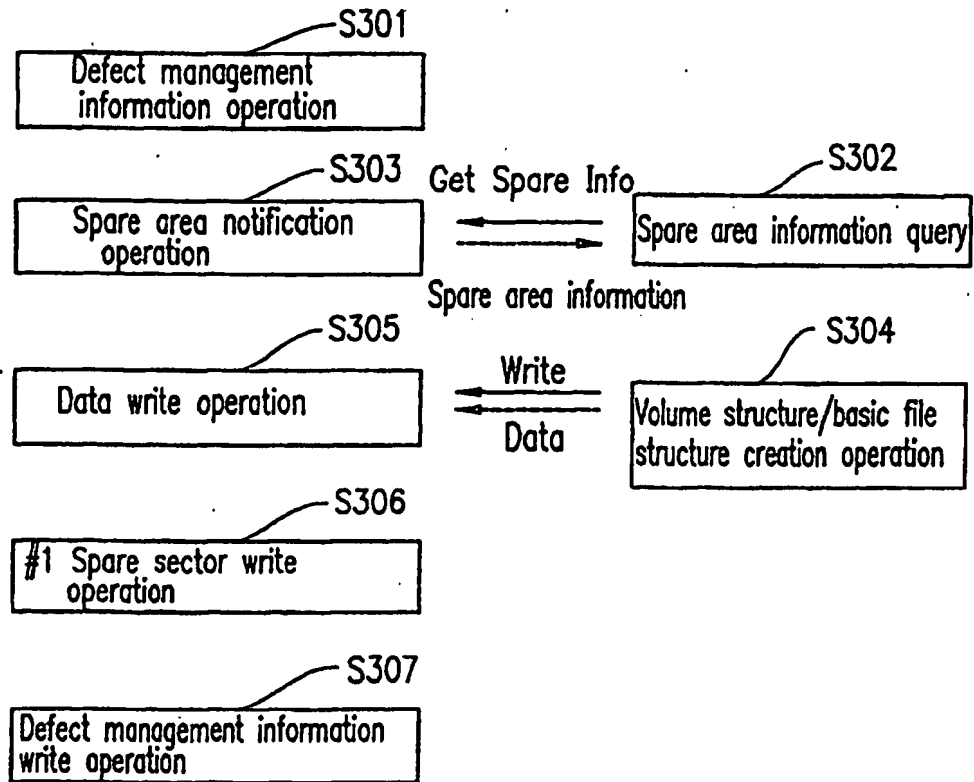 S301
Defect management
information operation
S303
Spare area notification
operation
Get Spare Info
Spare area information
S302
Spare area information query
S305
Data write operation
Write
Data
S304
Volume structure/basic file
structure creation operation
S306
#1 Spare sector write
operation
S307
Defect management information
write operation